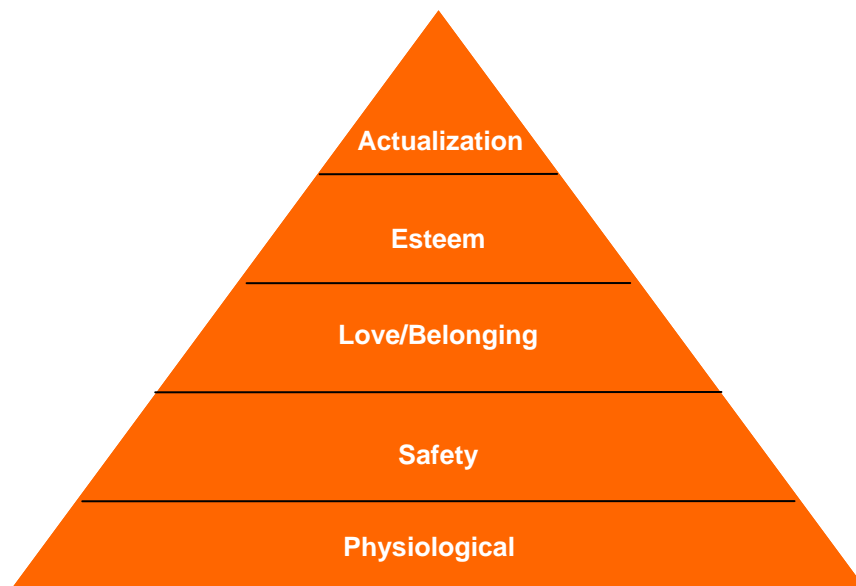 Actualization
Esteem
Love/Belonging
Safety
Physiological